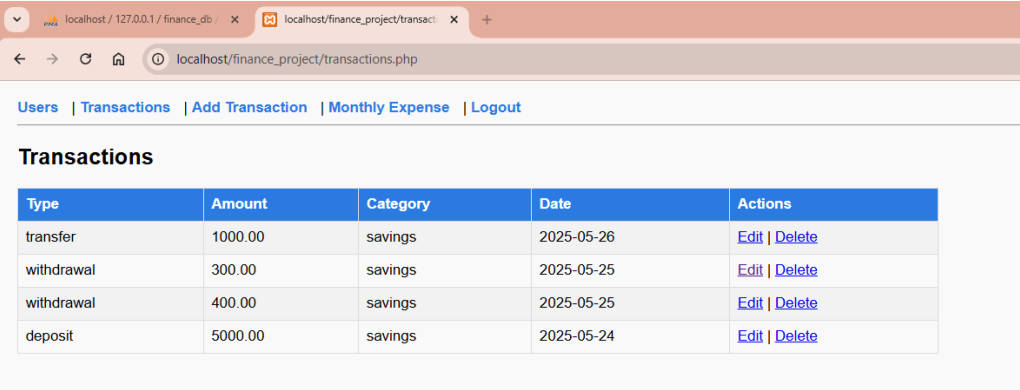 localhost / 127.0.0.1 / finance_db / localhost/finance_project/transacti
localhost/finance_project/transactions.php
Users | Transactions | Add Transaction | Monthly Expense | Logout
Transactions
Type Amount Category Date Actions
transfer 1000.00 savings 2025-05-26 Edit | Delete
withdrawal 300.00 savings 2025-05-25 Edit | Delete
withdrawal 400.00 savings 2025-05-25 Edit | Delete
deposit 5000.00 savings 2025-05-24 Edit | Delete